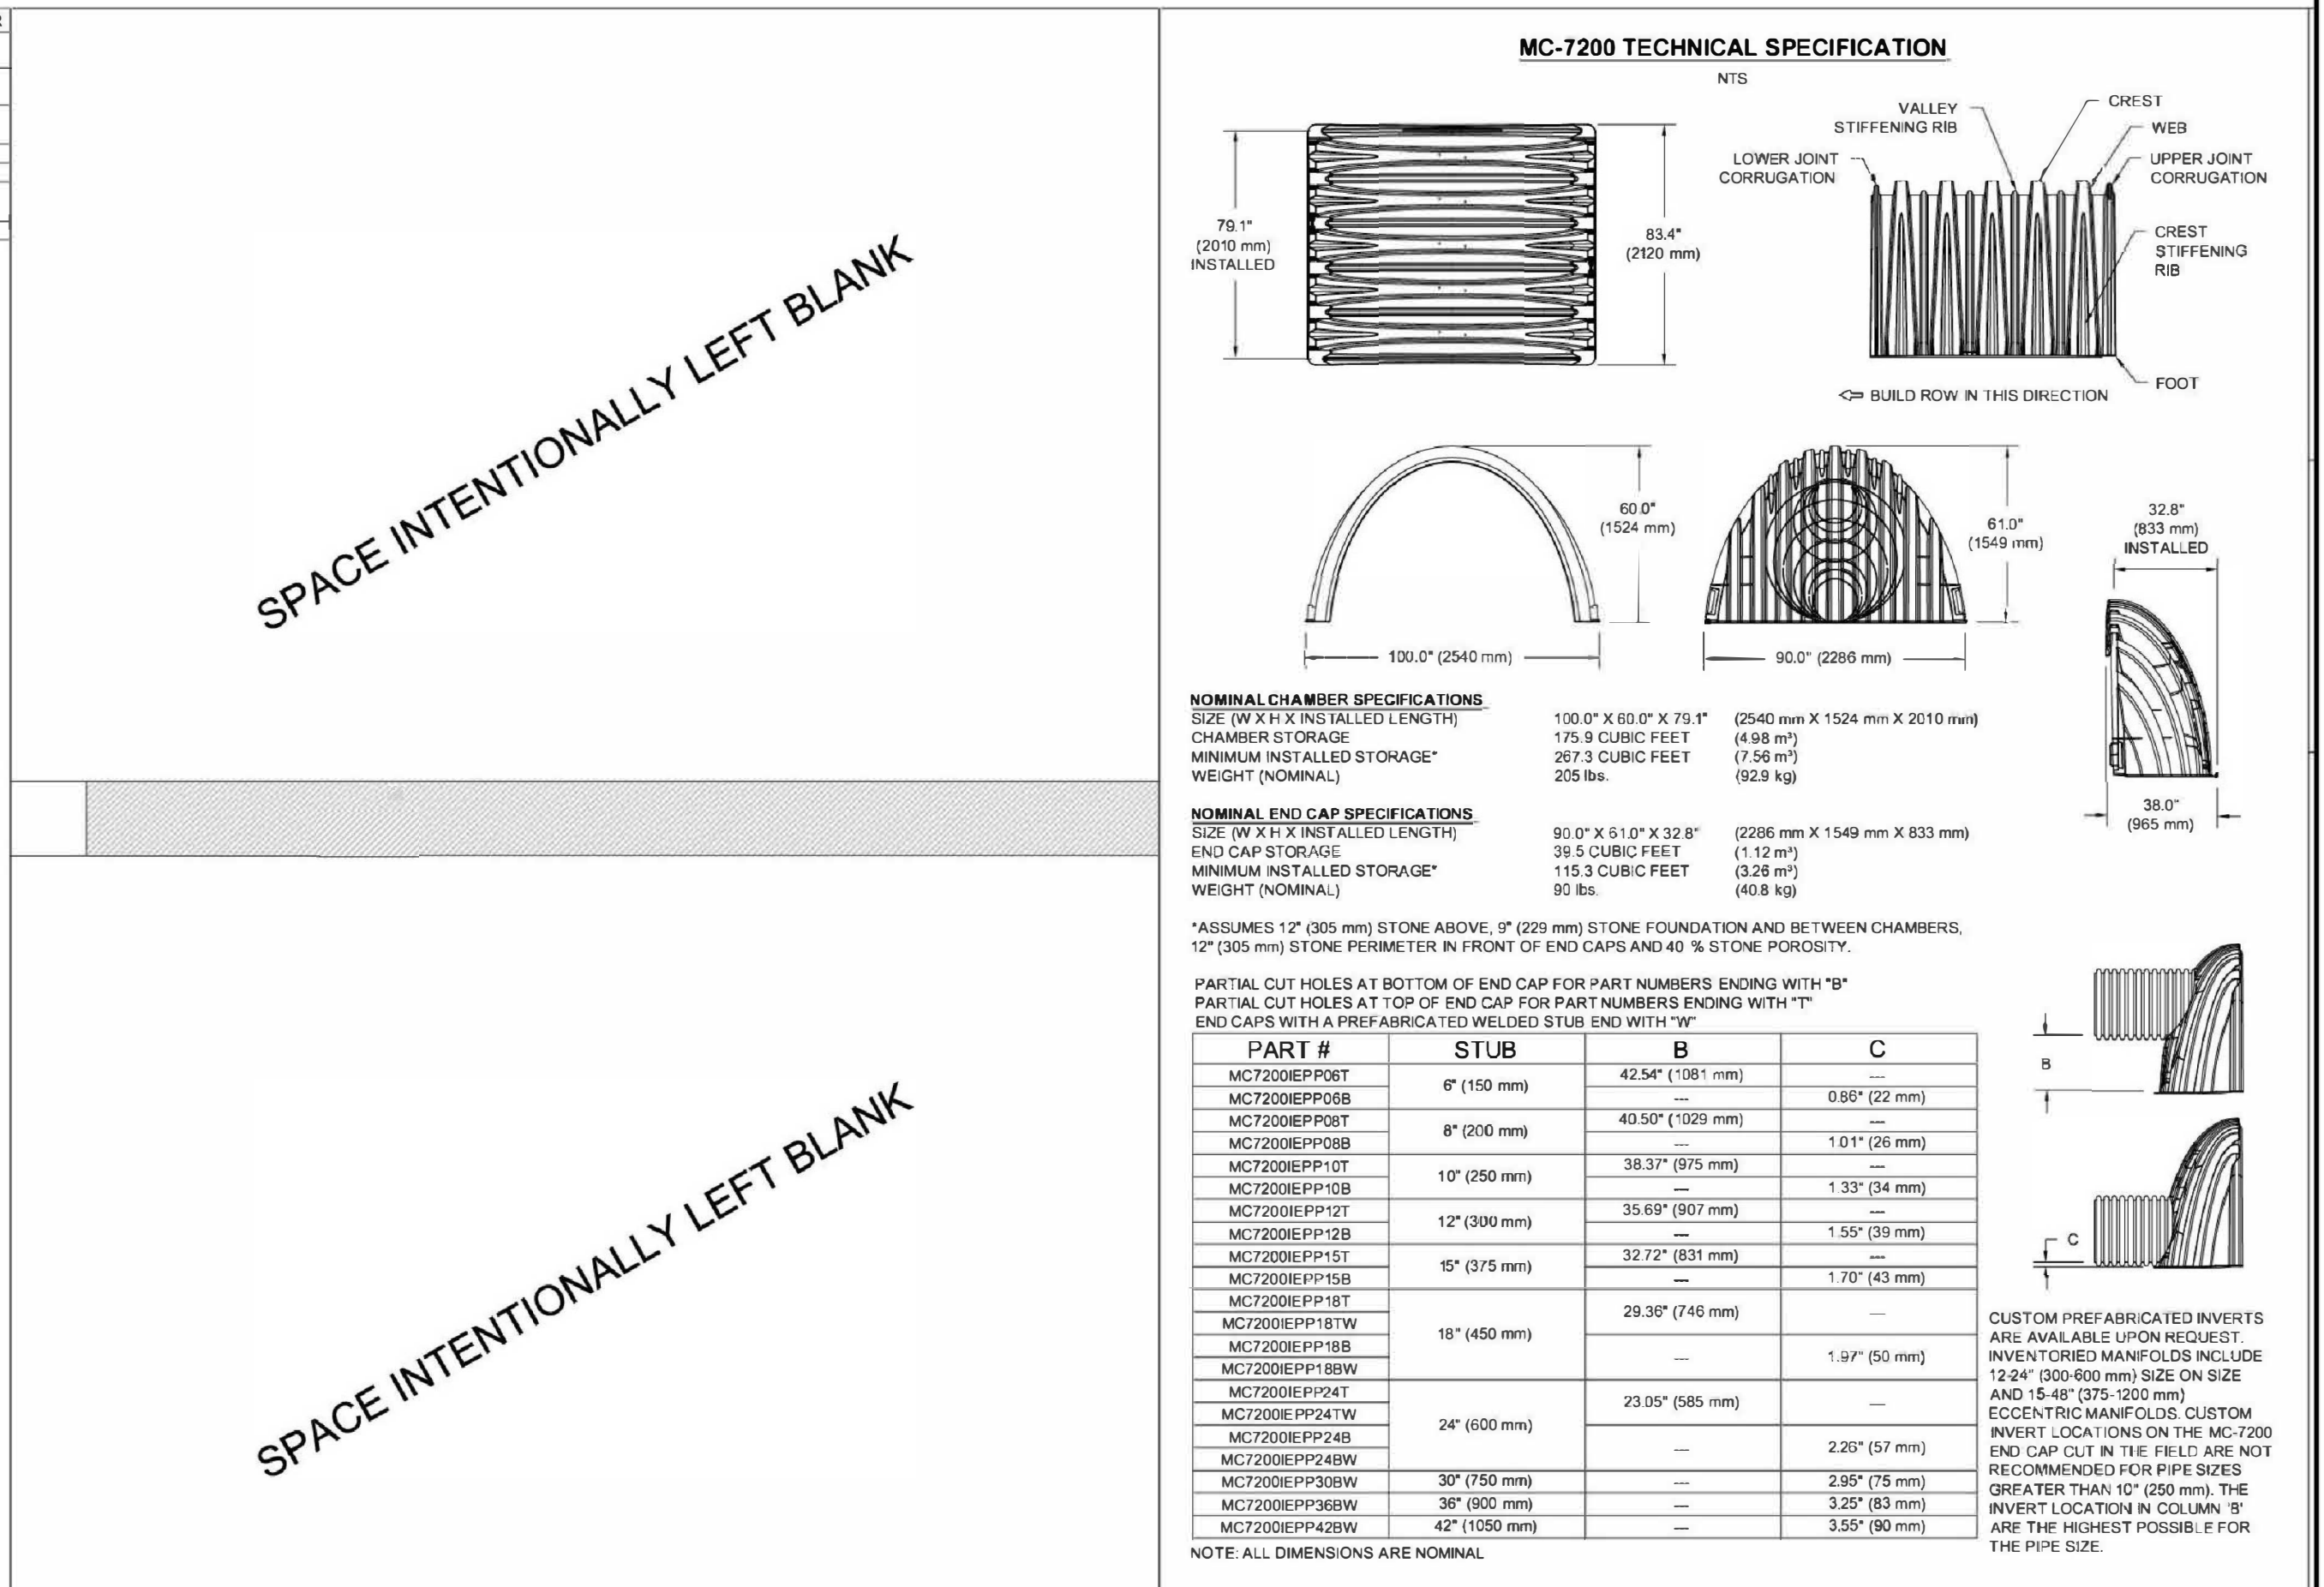 SPACE INTENTIONALLY LEFT BLANK
SPACE INTENTIONALLY LEFT BLANK
MC-7200 TECHNICAL SPECIFICATION
NTS
79.1"
(2010 mm)
INSTALLED
83.4"
(2120 mm)
VALLEY
STIFFENING RIB
CREST
WEB
LOWER JOINT
CORRUGATION
UPPER JOINT
CORRUGATION
CREST
STIFFENING
RIB
FOOT
BUILD ROW IN THIS DIRECTION
60.0"
(1524 mm)
100.0" (2540 mm)
61.0"
(1549 mm)
90.0" (2286 mm)
32.8"
(833 mm)
INSTALLED
38.0"
(965 mm)
NOMINAL CHAMBER SPECIFICATIONS
SIZE (W X H X INSTALLED LENGTH) 100.0" X 60.0" X 79.1" (2540 mm X 1524 mm X 2010 mm)
CHAMBER STORAGE 175.9 CUBIC FEET (4.98 m³)
MINIMUM INSTALLED STORAGE* 267.3 CUBIC FEET (7.56 m³)
WEIGHT (NOMINAL) 205 lbs. (92.9 kg)
NOMINAL END CAP SPECIFICATIONS
SIZE (W X H X INSTALLED LENGTH) 90.0" X 61.0" X 32.8" (2286 mm X 1549 mm X 833 mm)
END CAP STORAGE 39.5 CUBIC FEET (1.12 m³)
MINIMUM INSTALLED STORAGE* 115.3 CUBIC FEET (3.26 m³)
WEIGHT (NOMINAL) 90 lbs. (40.8 kg)
*ASSUMES 12" (305 mm) STONE ABOVE, 9" (229 mm) STONE FOUNDATION AND BETWEEN CHAMBERS,
12" (305 mm) STONE PERIMETER IN FRONT OF END CAPS AND 40 % STONE POROSITY.
PARTIAL CUT HOLES AT BOTTOM OF END CAP FOR PART NUMBERS ENDING WITH "B"
PARTIAL CUT HOLES AT TOP OF END CAP FOR PART NUMBERS ENDING WITH "T"
END CAPS WITH A PREFABRICATED WELDED STUB END WITH "W"
PART # STUB B C
MC7200IEPP06T 6" (150 mm) 42.54" (1081 mm) ---
MC7200IEPP06B --- 0.86" (22 mm)
MC7200IEPP08T 8" (200 mm) 40.50" (1029 mm) ---
MC7200IEPP08B --- 1.01" (26 mm)
MC7200IEPP10T 10" (250 mm) 38.37" (975 mm) ---
MC7200IEPP10B --- 1.33" (34 mm)
MC7200IEPP12T 12" (300 mm) 35.69" (907 mm) ---
MC7200IEPP12B --- 1.55" (39 mm)
MC7200IEPP15T 15" (375 mm) 32.72" (831 mm) ---
MC7200IEPP15B --- 1.70" (43 mm)
MC7200IEPP18T 18" (450 mm) 29.36" (746 mm) ---
MC7200IEPP18TW
MC7200IEPP18B --- 1.97" (50 mm)
MC7200IEPP18BW
MC7200IEPP24T 24" (600 mm) 23.05" (585 mm) ---
MC7200IEPP24TW
MC7200IEPP24B --- 2.26" (57 mm)
MC7200IEPP24BW
MC7200IEPP30BW 30" (750 mm) --- 2.95" (75 mm)
MC7200IEPP36BW 36" (900 mm) --- 3.25" (83 mm)
MC7200IEPP42BW 42" (1050 mm) --- 3.55" (90 mm)
NOTE: ALL DIMENSIONS ARE NOMINAL
B
C
CUSTOM PREFABRICATED INVERTS
ARE AVAILABLE UPON REQUEST.
INVENTORIED MANIFOLDS INCLUDE
12-24" (300-600 mm) SIZE ON SIZE
AND 15-48" (375-1200 mm)
ECCENTRIC MANIFOLDS. CUSTOM
INVERT LOCATIONS ON THE MC-7200
END CAP CUT IN THE FIELD ARE NOT
RECOMMENDED FOR PIPE SIZES
GREATER THAN 10" (250 mm). THE
INVERT LOCATION IN COLUMN 'B'
ARE THE HIGHEST POSSIBLE FOR
THE PIPE SIZE.